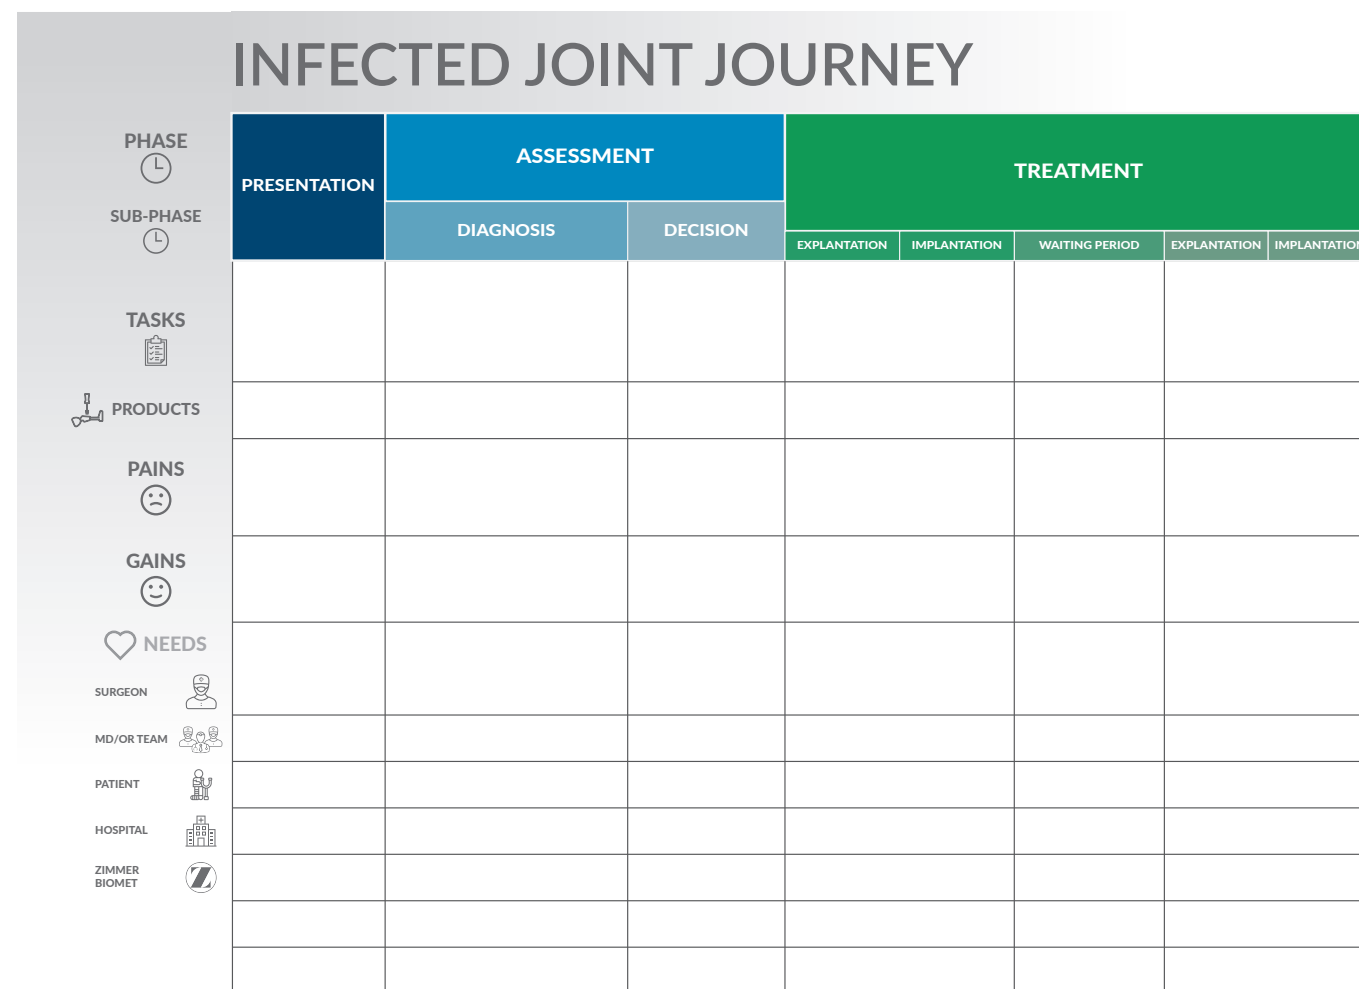 INFECTED JOINT JOURNEY
PHASE
PRESENTATION
ASSESSMENT
TREATMENT
SUB-PHASE
DIAGNOSIS
DECISION
EXPLANTATION
IMPLANTATION
WAITING PERIOD
EXPLANTATION
IMPLANTATION
TASKS
PRODUCTS
PAINS
GAINS
NEEDS
SURGEON
MD/OR TEAM
PATIENT
HOSPITAL
ZIMMER
BIOMET